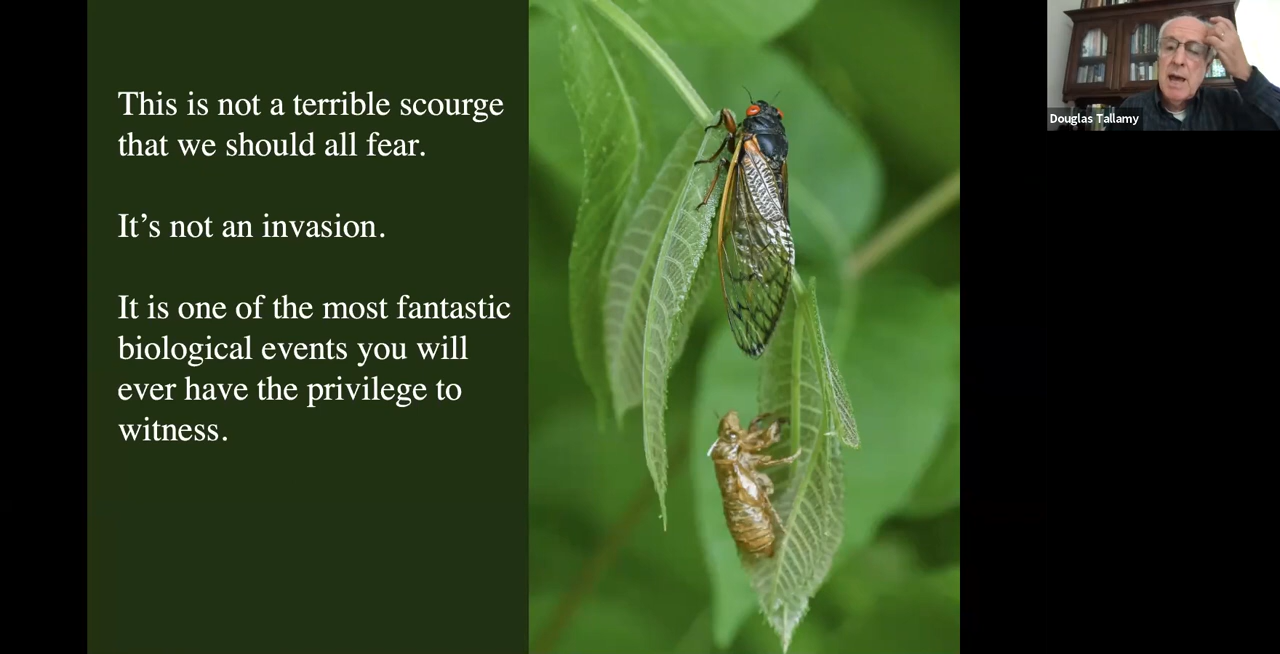 This is not a terrible scourge
that we should all fear.
It’s not an invasion.
It is one of the most fantastic
biological events you will
ever have the privilege to
witness.
Douglas Tallamy